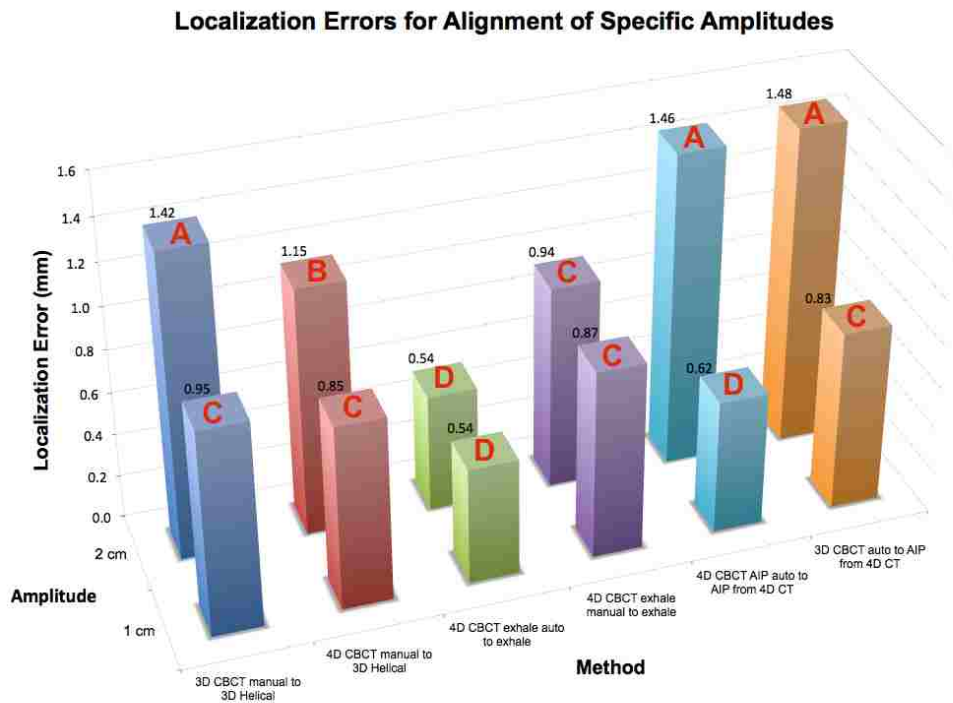 Localization Errors for Alignment of Specific Amplitudes
1.6
1.4
1.2
1.0
0.8
0.6
0.4
0.2
0.0
Localization Error (mm)
2 cm
1 cm
Amplitude
1.42
A
0.95
C
1.15
B
0.85
C
0.54
D
0.54
D
0.94
C
0.87
C
1.46
A
0.62
D
1.48
A
0.83
C
3D CBCT manual to
3D Helical
4D CBCT manual to
3D Helical
4D CBCT exhale auto
to exhale
4D CBCT exhale
manual to exhale
4D CBCT AIP auto to
AIP from 4D CT
3D CBCT auto to AIP
from 4D CT
Method